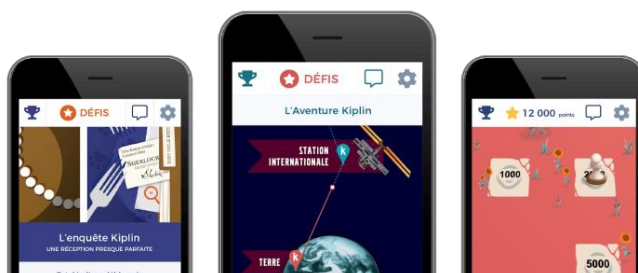 DÉFIS
L'enquête Kiplin
UNE RÉCEPTION PRESQUE PARFAITE
SHERLOCK
DÉFIS
L'Aventure Kiplin
STATION
INTERNATIONALE
k
TERRE
k
12 000 points
1000
5000